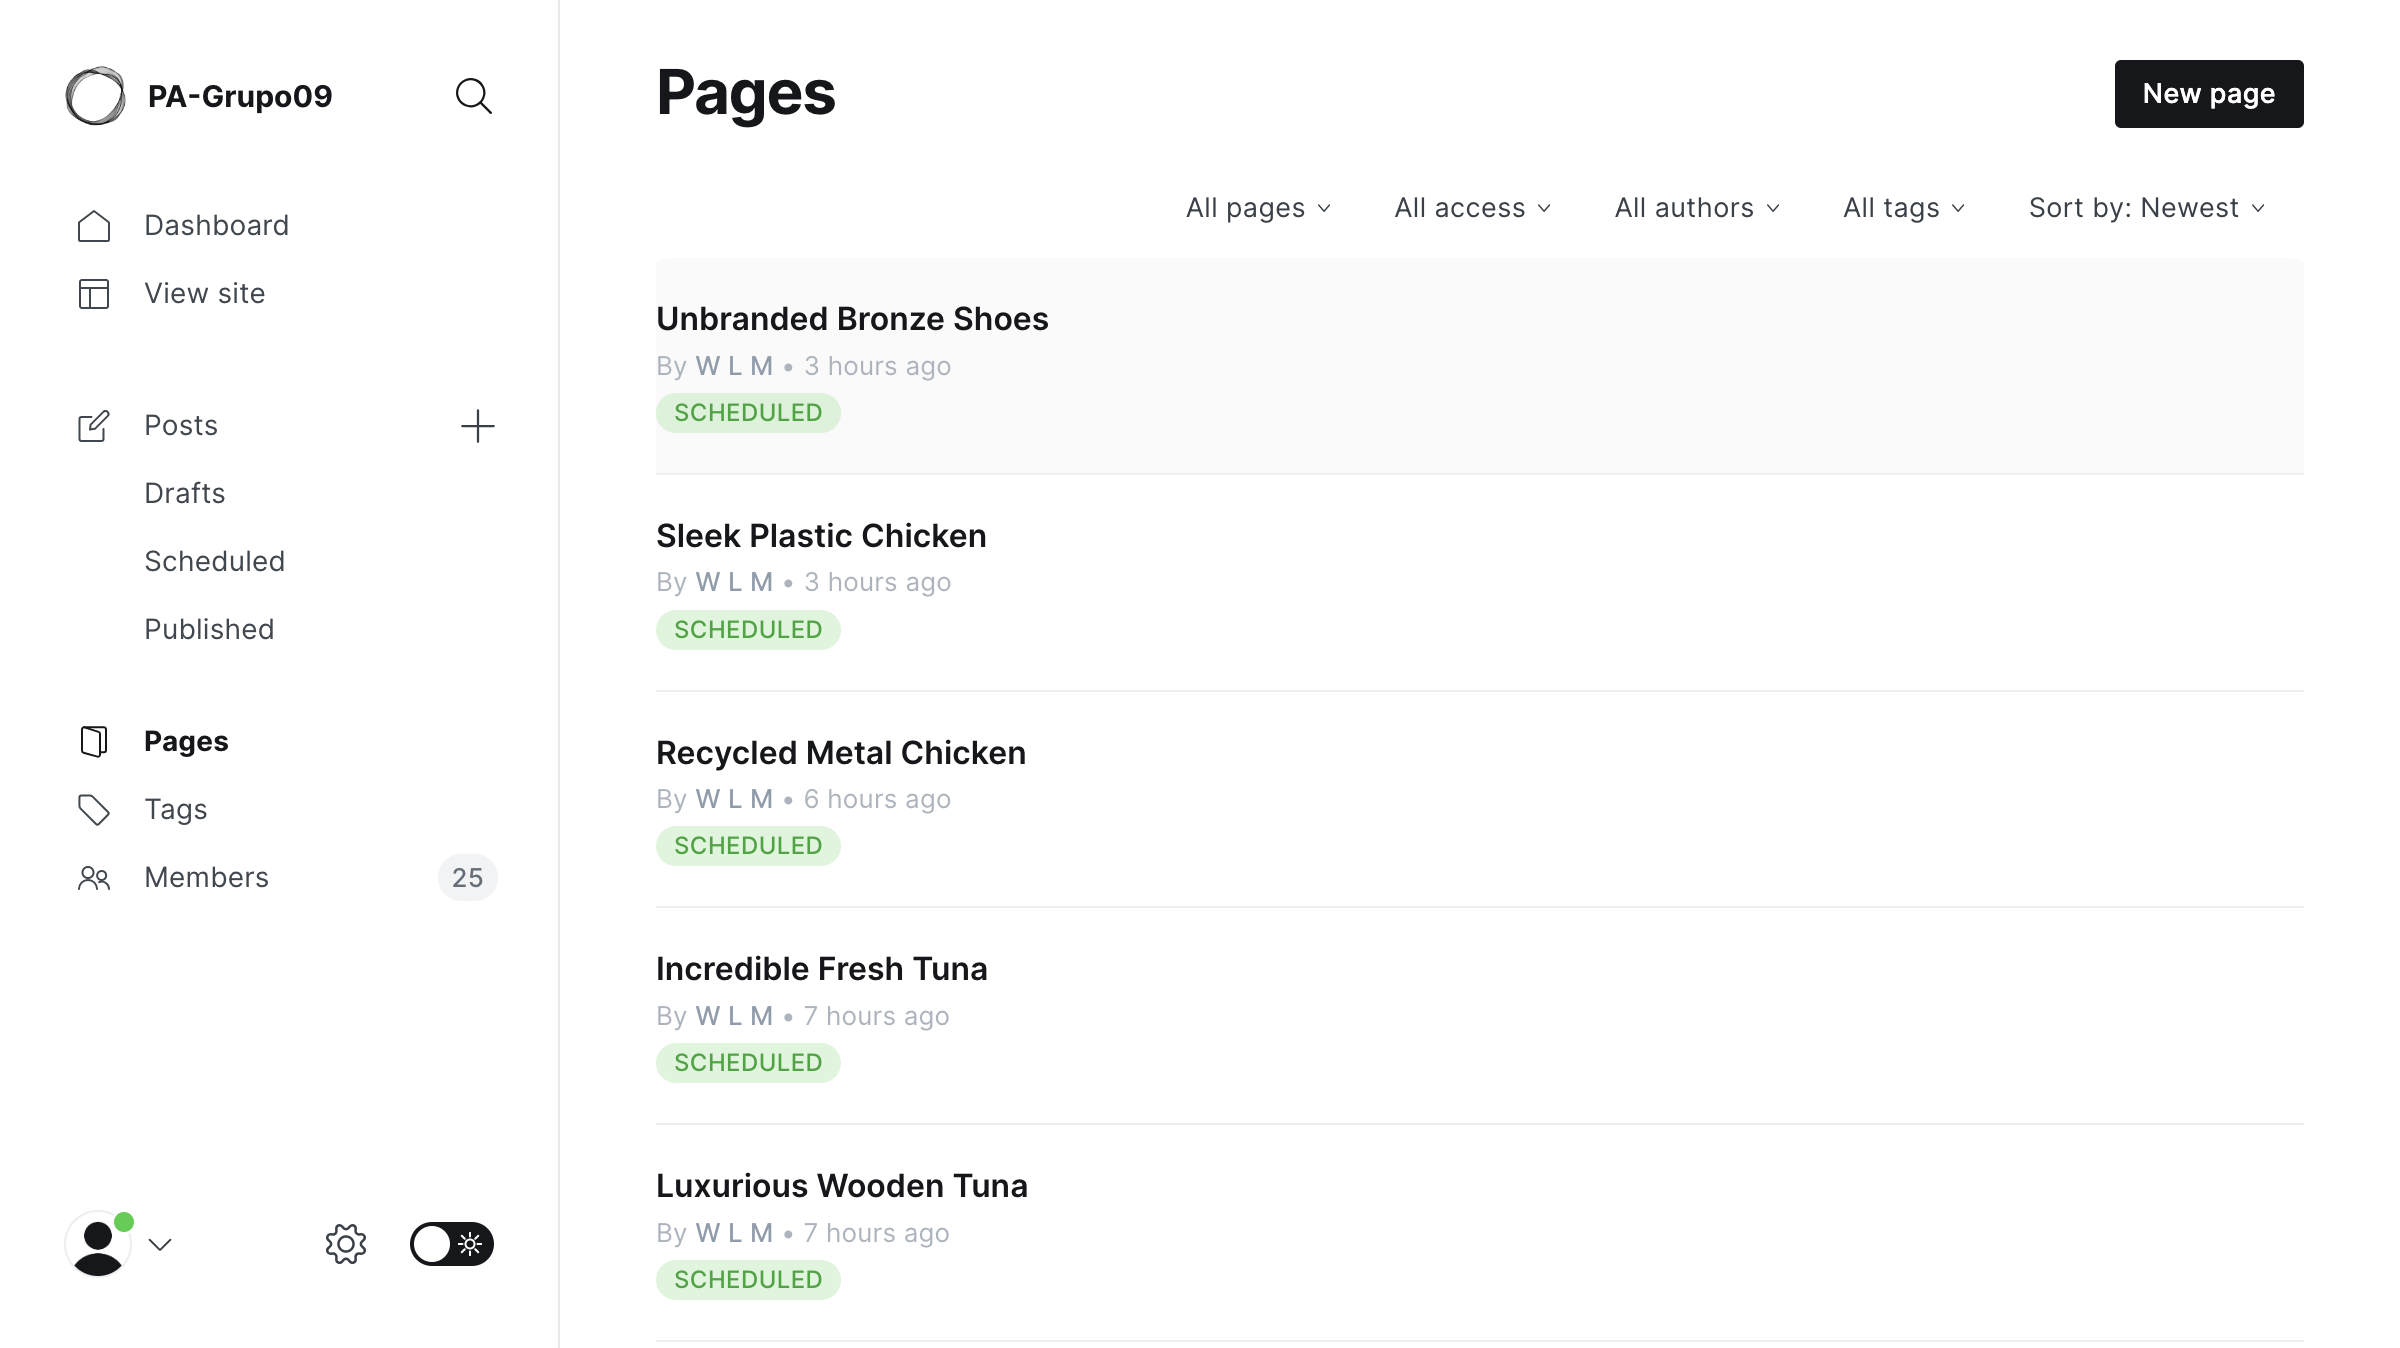 PA-Grupo09
Dashboard
View site
Posts
Drafts
Scheduled
Published
Pages
Tags
Members 25
Pages
New page
All pages All access All authors All tags Sort by: Newest
Unbranded Bronze Shoes
By W L M • 3 hours ago
SCHEDULED
Sleek Plastic Chicken
By W L M • 3 hours ago
SCHEDULED
Recycled Metal Chicken
By W L M • 6 hours ago
SCHEDULED
Incredible Fresh Tuna
By W L M • 7 hours ago
SCHEDULED
Luxurious Wooden Tuna
By W L M • 7 hours ago
SCHEDULED